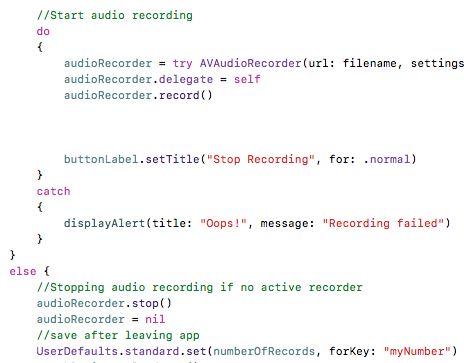 //Start audio recording
do
{
audioRecorder = try AVAudioRecorder(url: filename, settings
audioRecorder.delegate = self
audioRecorder.record()
buttonLabel.setTitle("Stop Recording", for: .normal)
}
catch
{
displayAlert(title: "Oops!", message: "Recording failed")
}
}
else {
//Stopping audio recording if no active recorder
audioRecorder.stop()
audioRecorder = nil
//save after leaving app
UserDefaults.standard.set(numberOfRecords, forKey: "myNumber")